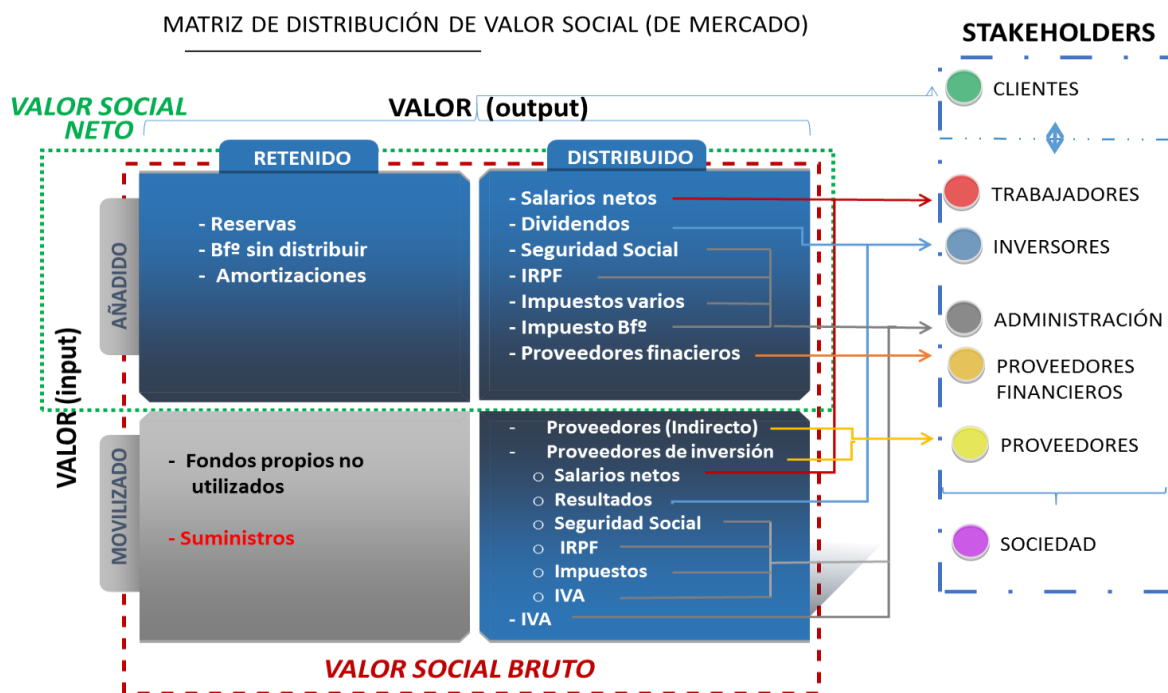 MATRIZ DE DISTRIBUCIÓN DE VALOR SOCIAL (DE MERCADO)
STAKEHOLDERS
VALOR SOCIAL
NETO
VALOR (output)
RETENIDO
DISTRIBUIDO
VALOR (input)
AÑADIDO
- Reservas
- Bfº sin distribuir
- Amortizaciones
- Salarios netos
- Dividendos
- Seguridad Social
- IRPF
- Impuestos varios
- Impuesto Bfº
- Proveedores finacieros
MOVILIZADO
- Fondos propios no
utilizados
- Suministros
- Proveedores (Indirecto)
- Proveedores de inversión
o Salarios netos
o Resultados
o Seguridad Social
o IRPF
o Impuestos
o IVA
- IVA
VALOR SOCIAL BRUTO
CLIENTES
TRABAJADORES
INVERSORES
ADMINISTRACIÓN
PROVEEDORES
FINANCIEROS
PROVEEDORES
SOCIEDAD